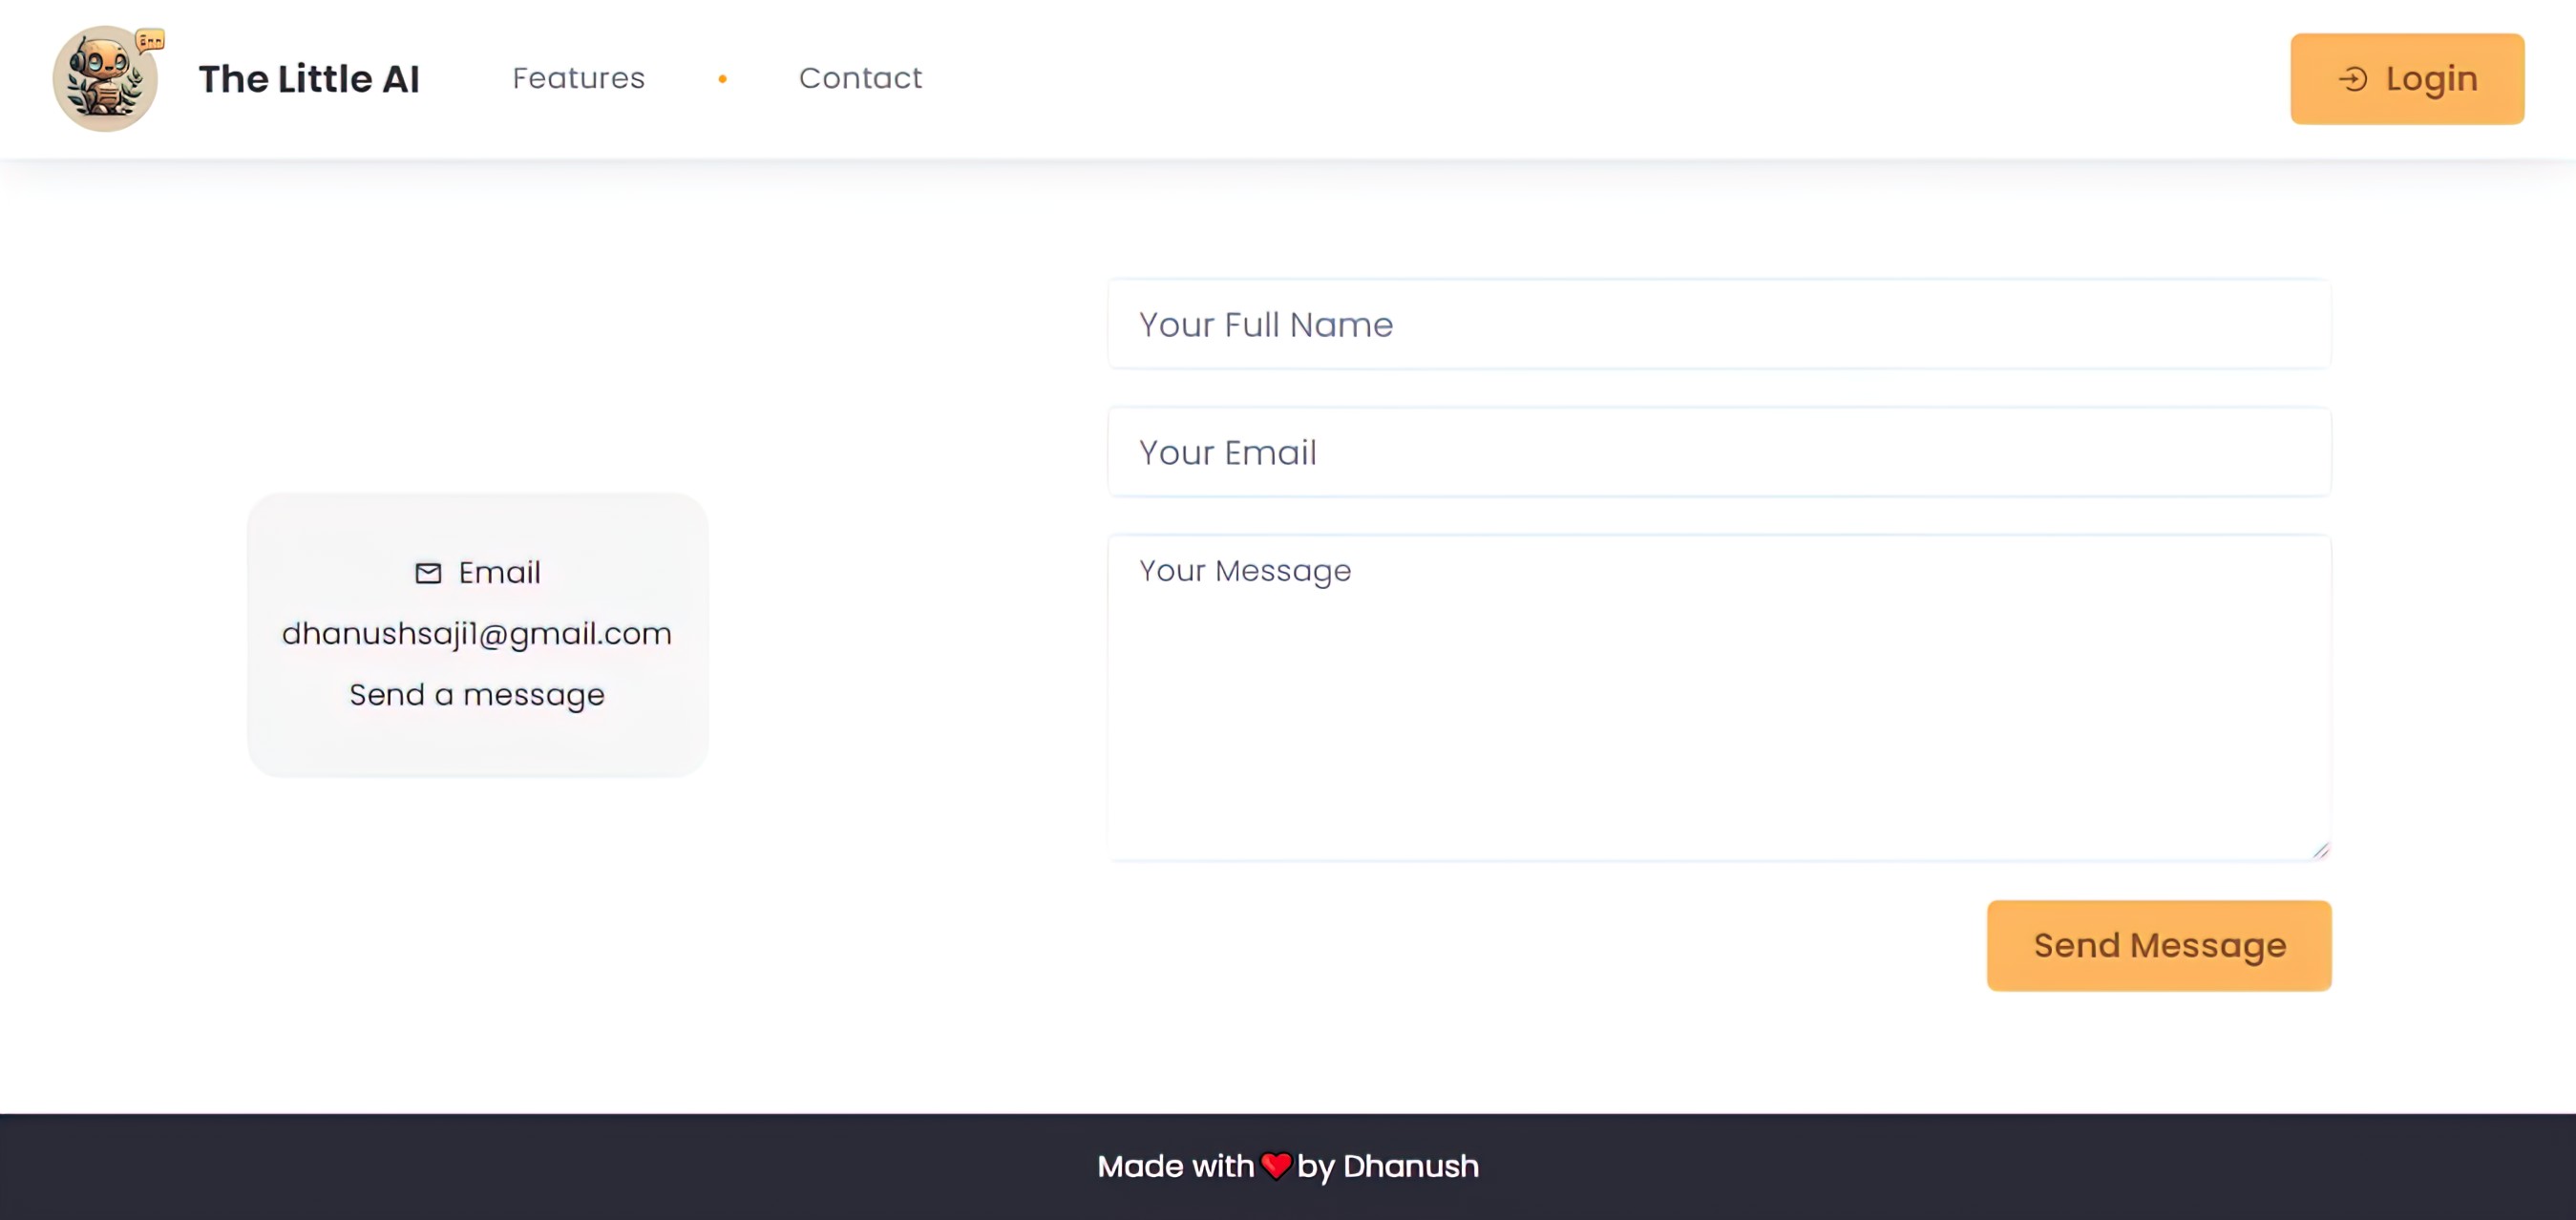 The Little AI
Features • Contact
Login
Your Full Name
Your Email
Email
dhanushsaji1@gmail.com
Send a message
Your Message
Send Message
Made with❤️by Dhanush